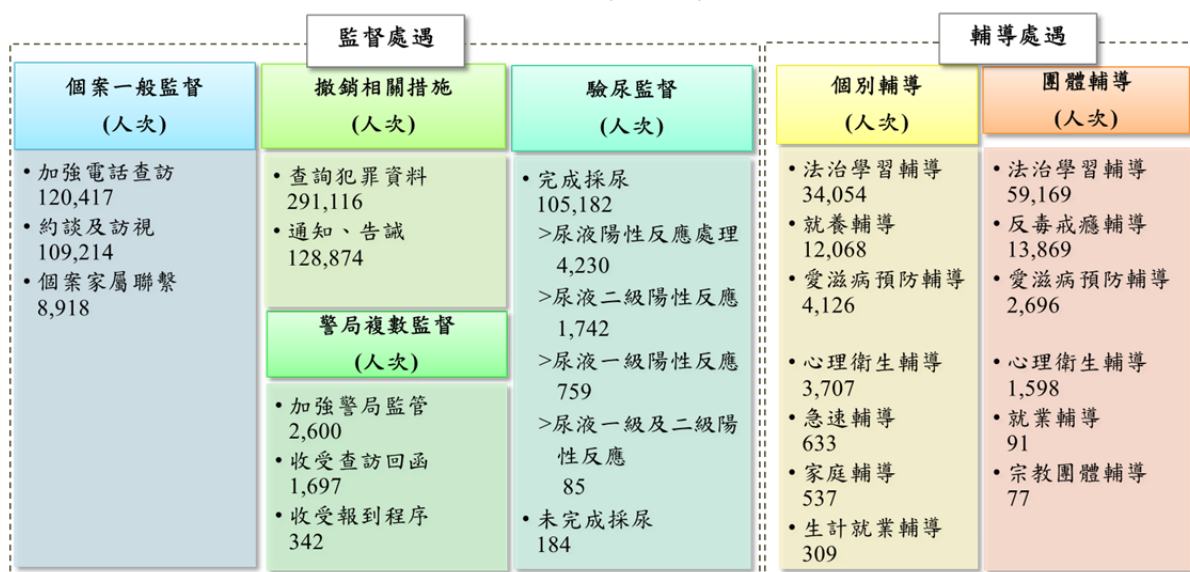 監督處遇
個案一般監督
(人次)
• 加強電話查訪
120,417
• 約談及訪視
109,214
• 個案家屬聯繫
8,918
撤銷相關措施
(人次)
• 查詢犯罪資料
291,116
• 通知、告誡
128,874
警局複數監督
(人次)
• 加強警局監管
2,600
• 收受查訪回函
1,697
• 收受報到程序
342
驗尿監督
(人次)
• 完成採尿
105,182
>尿液陽性反應處理
4,230
>尿液二級陽性反應
1,742
>尿液一級陽性反應
759
>尿液一級及二級陽
性反應
85
• 未完成採尿
184
輔導處遇
個別輔導
(人次)
• 法治學習輔導
34,054
• 就養輔導
12,068
• 愛滋病預防輔導
4,126
• 心理衛生輔導
3,707
• 急速輔導
633
• 家庭輔導
537
• 生計就業輔導
309
團體輔導
(人次)
• 法治學習輔導
59,169
• 反毒戒癮輔導
13,869
• 愛滋病預防輔導
2,696
• 心理衛生輔導
1,598
• 就業輔導
91
• 宗教團體輔導
77